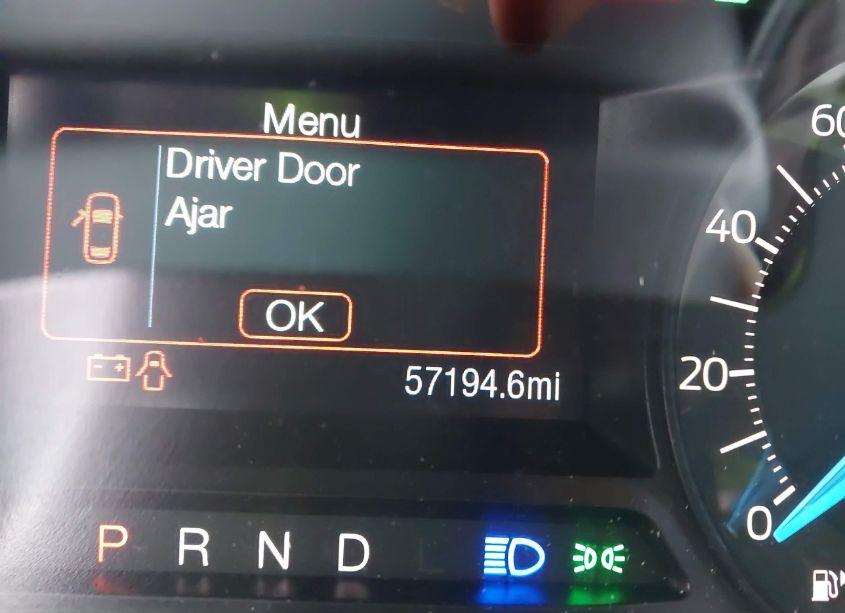 Menu
Driver Door
Ajar
OK
57194.6mi
60
40
20
0
P R N D L